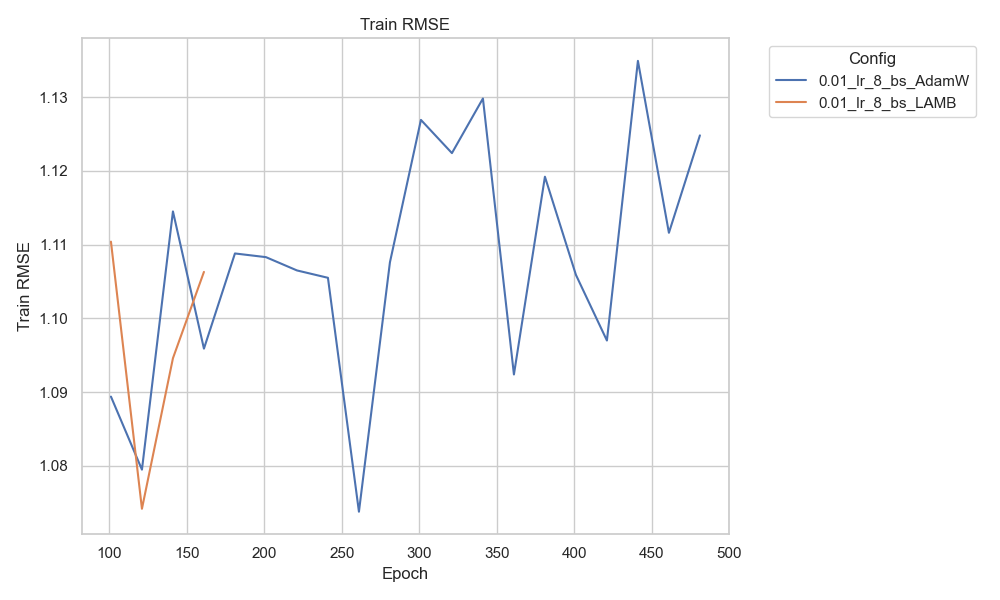 Train RMSE
Config
0.01_lr_8_bs_AdamW
0.01_lr_8_bs_LAMB
1.13
1.12
1.11
1.10
1.09
1.08
Train RMSE
100 150 200 250 300 350 400 450 500
Epoch